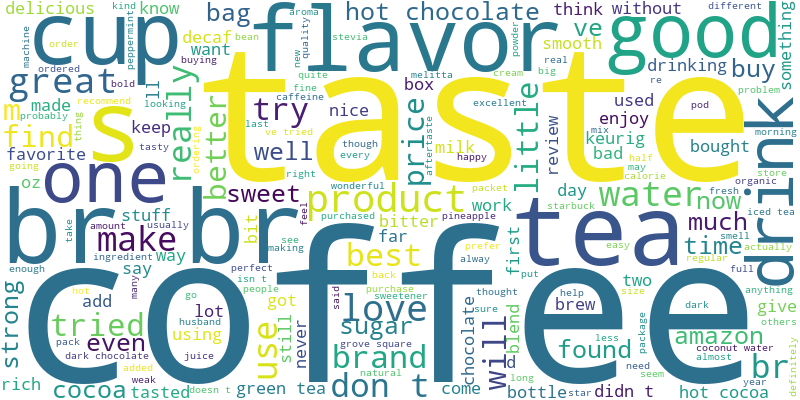 delicious
kind
peppermint
know
cup
flavor
aroma
bag
hot chocolate
think
without
different
machine
order
ordered
decaf
want
bean
buying
stevia
new
quality
powder
ve
smooth
good
something
great
ll
looking
bold
really
better
quite
fine
caffeine
melitta
cream
real
big
drinking
re
buy
problem
m
made
probably
recommend
thing
keep
tasty
try
nice
box
price
excellent
used
enjoy
pod
s
taste
find
favorite
going
oz
ordering
last
ve tried
though
every
well
milk
aftertaste
happy
little
review
keurig
mix
bad
half
may
calorie
bought
morning
store
organic
drink
one
sweet
right
wonderful
packet
product
day
starbuck
water
fresh
now
br br
stuff
usually
take
amount
make
ingredient
way
say
bit
feel
making
see
purchased
bitter
pineapple
work
far
best
alway
prefer
first
tea
much
iced tea
smell
time
actually
regular
easy
enough
many
perfect
isn t
people
back
purchase
put
two
size
full
anything
strong
hot
add
go
lot
got
still
said
love
sweetener
thought
sure
help
brew
dark
give
others
coffee
tried
pack
even
husband
using
use
never
sugar
grove square
chocolate
will
blend
found
less
package
amazon
coconut water
almost
definitely
dark chocolate
added
juice
brand
ld
need
seem
br
year
rich
cocoa
weak
tasted
doesn t
green tea
natural
don t
come
long
bottle
star
didn t
hot cocoa